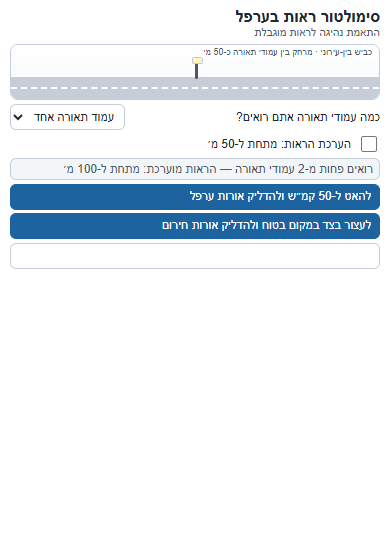 סימולטור ראות בערפל
התאמת נהיגה לראות מוגבלת
כביש בין-עירוני · מרחק בין עמודי תאורה כ-50 מ׳
כמה עמודי תאורה אתם רואים?
עמוד תאורה אחד
הערכת הראות: מתחת ל-50 מ׳
רואים פחות מ-2 עמודי תאורה — הראות מוערכת: מתחת ל-100 מ׳
להאט ל-50 קמ״ש ולהדליק אורות ערפל
לעצור בצד במקום בטוח ולהדליק אורות חירום